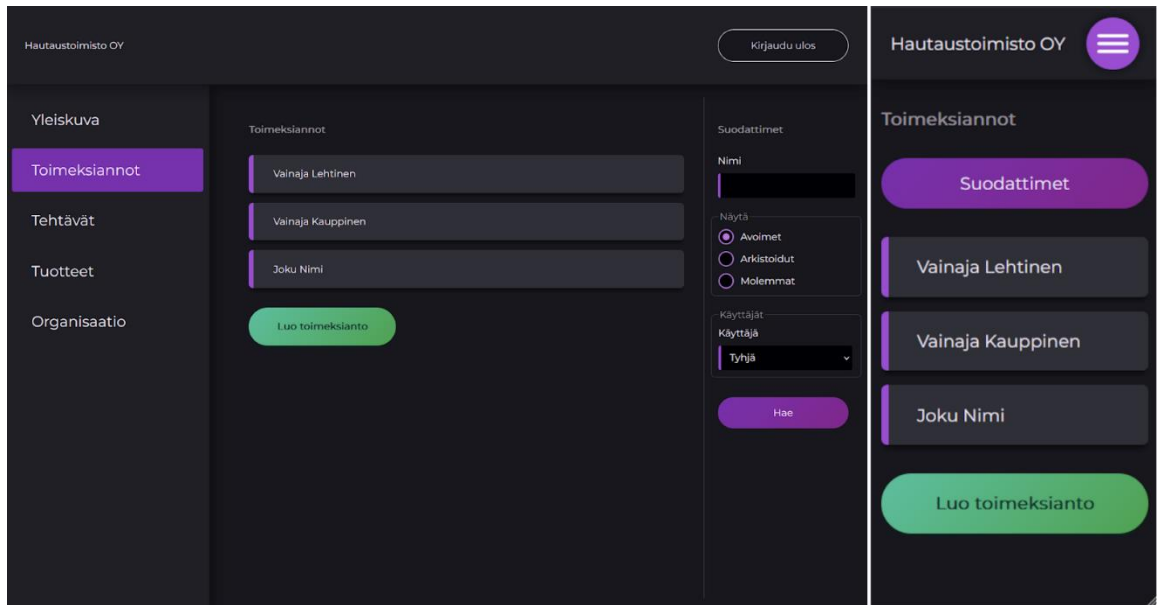 Hautaustoimisto OY
Kirjaudu ulos
Yleiskuva
Toimeksiannot
Tehtävät
Tuotteet
Organisaatio
Toimeksiannot
Vainaja Lehtinen
Vainaja Kauppinen
Joku Nimi
Luo toimeksianto
Suodattimet
Nimi
Näytä
Avoimet
Arkistoidut
Molemmat
Käyttäjät
Käyttäjä
Tyhjä
Hae
Hautaustoimisto OY
Toimeksiannot
Suodattimet
Vainaja Lehtinen
Vainaja Kauppinen
Joku Nimi
Luo toimeksianto